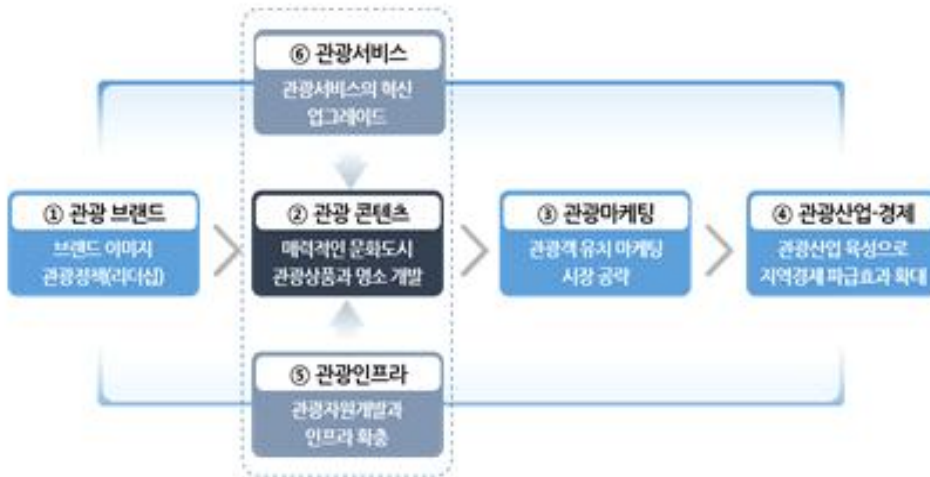 ⑥ 관광서비스
관광서비스의 혁신
업그레이드
① 관광 브랜드
브랜드 이미지
관광정책(리더십)
② 관광 콘텐츠
매력적인 문화도시
관광상품과 명소 개발
③ 관광마케팅
관광객 유치 마케팅
시장 공략
④ 관광산업-경제
관광산업 육성으로
지역경제 파급효과 확대
⑤ 관광인프라
관광자원개발과
인프라 확충